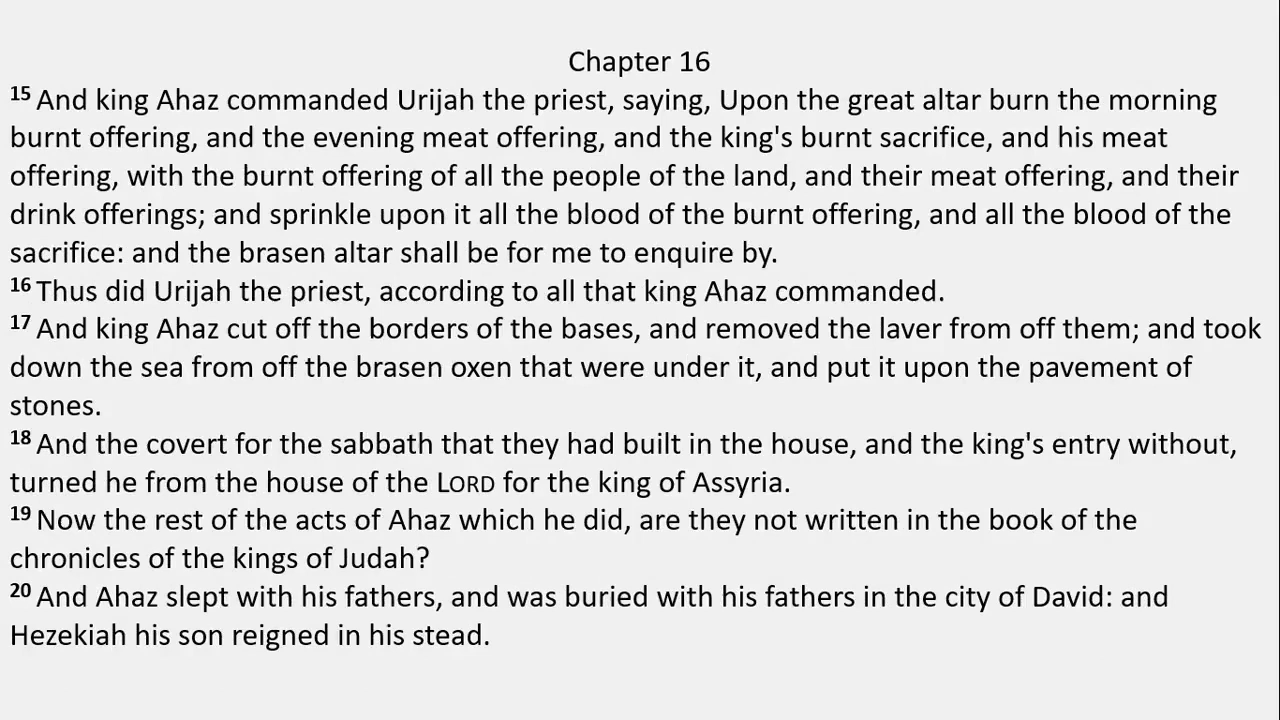 Chapter 16
15 And king Ahaz commanded Urijah the priest, saying, Upon the great altar burn the morning
burnt offering, and the evening meat offering, and the king's burnt sacrifice, and his meat
offering, with the burnt offering of all the people of the land, and their meat offering, and their
drink offerings; and sprinkle upon it all the blood of the burnt offering, and all the blood of the
sacrifice: and the brasen altar shall be for me to enquire by.
16 Thus did Urijah the priest, according to all that king Ahaz commanded.
17 And king Ahaz cut off the borders of the bases, and removed the laver from off them; and took
down the sea from off the brasen oxen that were under it, and put it upon the pavement of
stones.
18 And the covert for the sabbath that they had built in the house, and the king's entry without,
turned he from the house of the LORD for the king of Assyria.
19 Now the rest of the acts of Ahaz which he did, are they not written in the book of the
chronicles of the kings of Judah?
20 And Ahaz slept with his fathers, and was buried with his fathers in the city of David: and
Hezekiah his son reigned in his stead.